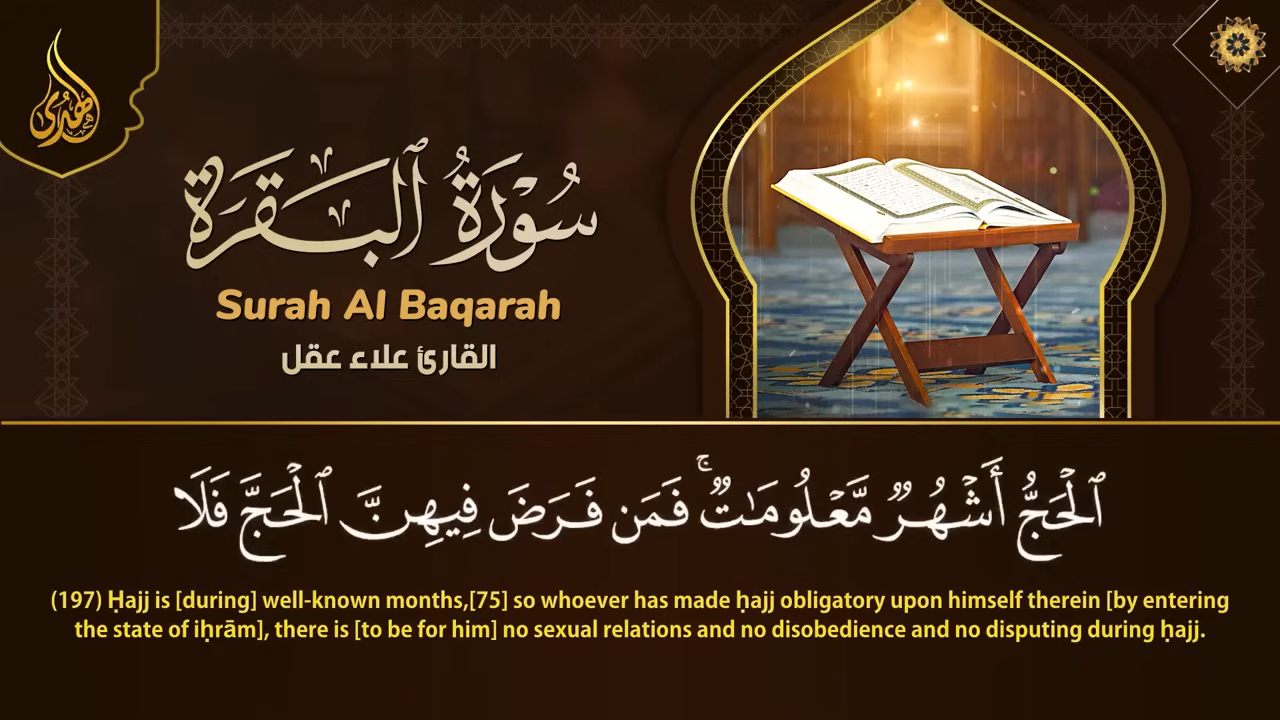 الهدى
سُورَةُ ٱلْبَقَرَةِ
Surah Al Baqarah
القارئ علاء عقل
ٱلْحَجُّ أَشْهُرٌ مَّعْلُومَٰتٌ ۚ فَمَن فَرَضَ فِيهِنَّ ٱلْحَجَّ فَلَا
(197) Ḥajj is [during] well-known months,[75] so whoever has made ḥajj obligatory upon himself therein [by entering
the state of iḥrām], there is [to be for him] no sexual relations and no disobedience and no disputing during ḥajj.